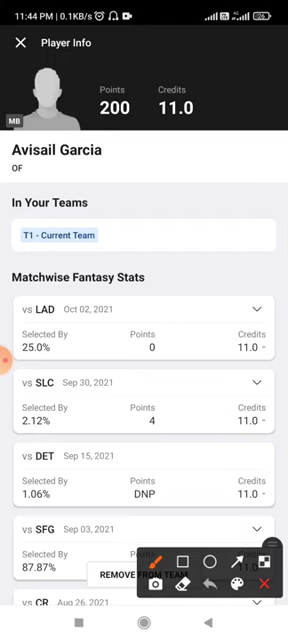 11:44 PM | 0.1KB/s
26
Player Info
Points Credits
200 11.0
MB
Avisail Garcia
OF
In Your Teams
T1 - Current Team
Matchwise Fantasy Stats
vs LAD Oct 02, 2021
Selected By Points Credits
25.0% 0 11.0 -
vs SLC Sep 30, 2021
Selected By Points Credits
2.12% 4 11.0 -
vs DET Sep 15, 2021
Selected By Points Credits
1.06% DNP 11.0 -
vs SFG Sep 03, 2021
Selected By
87.87% 11.0
REMOVE FROM TEAM
vs CR Aug 26, 2021